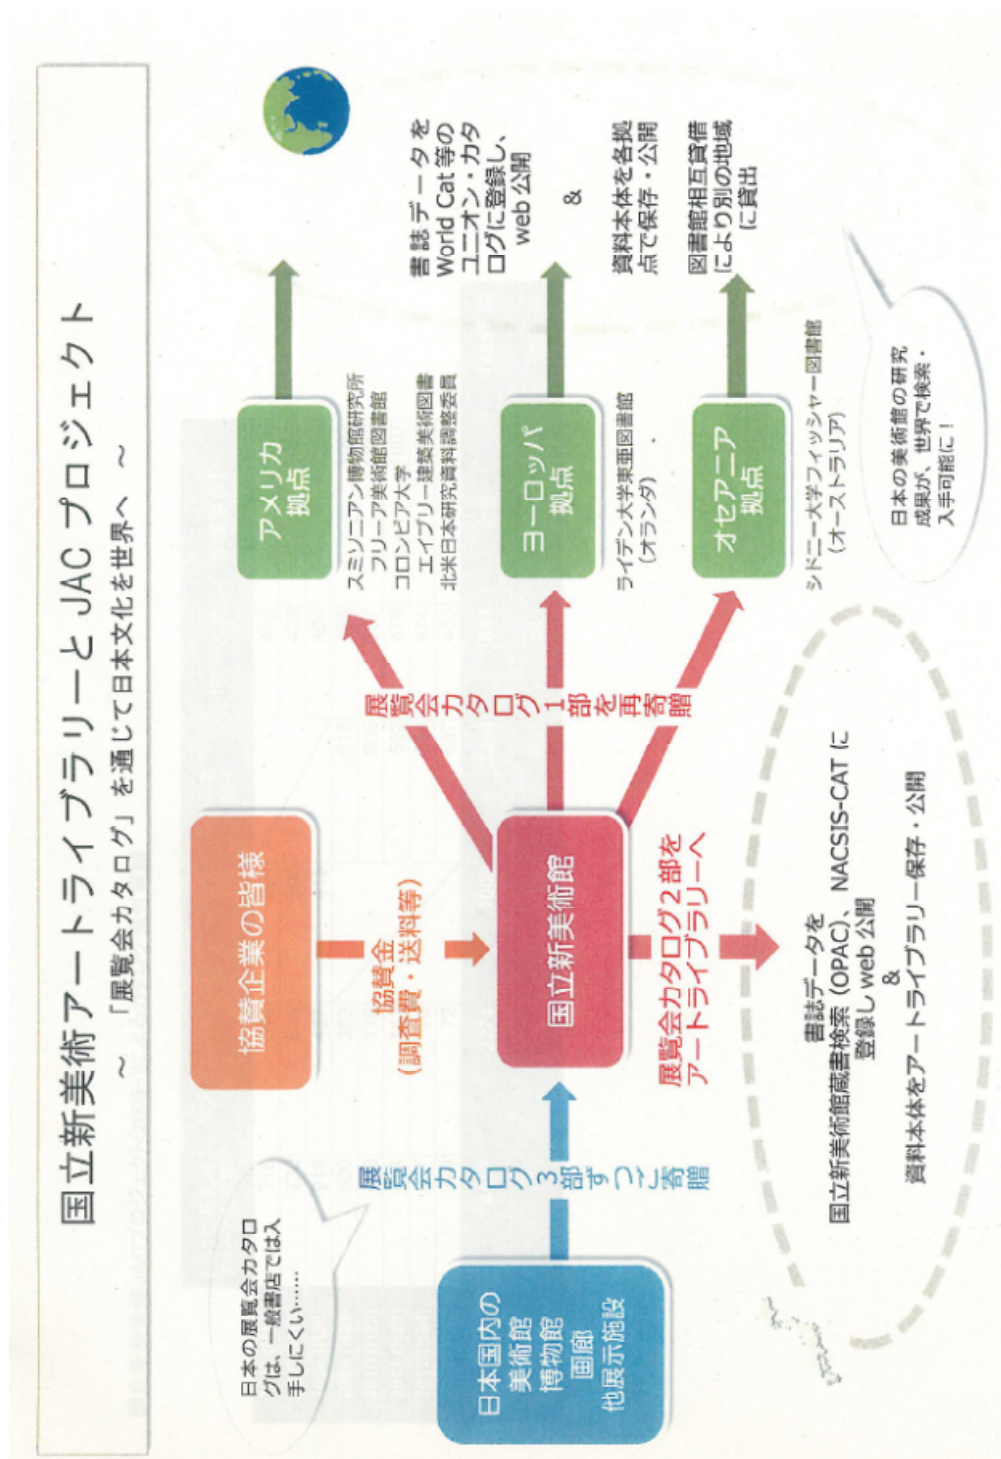 国立新美術アートライブラリーと JAC プロジェクト
～ 「展覧会カタログ」を通じて日本文化を世界へ ～
日本の展覧会カタロ
グは、一般書店では入
手しにくい……
日本国内の
美術館
博物館
画廊
他展示施設
展覧会カタログ3部ずつご寄贈
協賛企業の皆様
協賛金
(調査費・送料等)
国立新美術館
展覧会カタログ2部を
アートライブラリーへ
書誌データを
国立新美術館蔵書検索 (OPAC)、NACSIS-CAT に
登録し web 公開
&
資料本体をアートライブラリー保存・公開
展覧会カタログ1部を再寄贈
アメリカ
拠点
スミソニアン博物館研究所
フリーア美術館図書館
コロンビア大学
エイブリー建築美術図書
北米日本研究資料調整委員
ヨーロッパ
拠点
ライデン大学東亜図書館
(オランダ)
オセアニア
拠点
シドニー大学フィッシャー図書館
(オーストラリア)
書誌データを
World Cat 等の
ユニオン・カタ
ログに登録し、
web 公開
&
資料本体を各拠
点で保存・公開
図書館相互貸借
により別の地域
に貸出
日本の美術館の研究
成果が、世界で検索・
入手可能に！